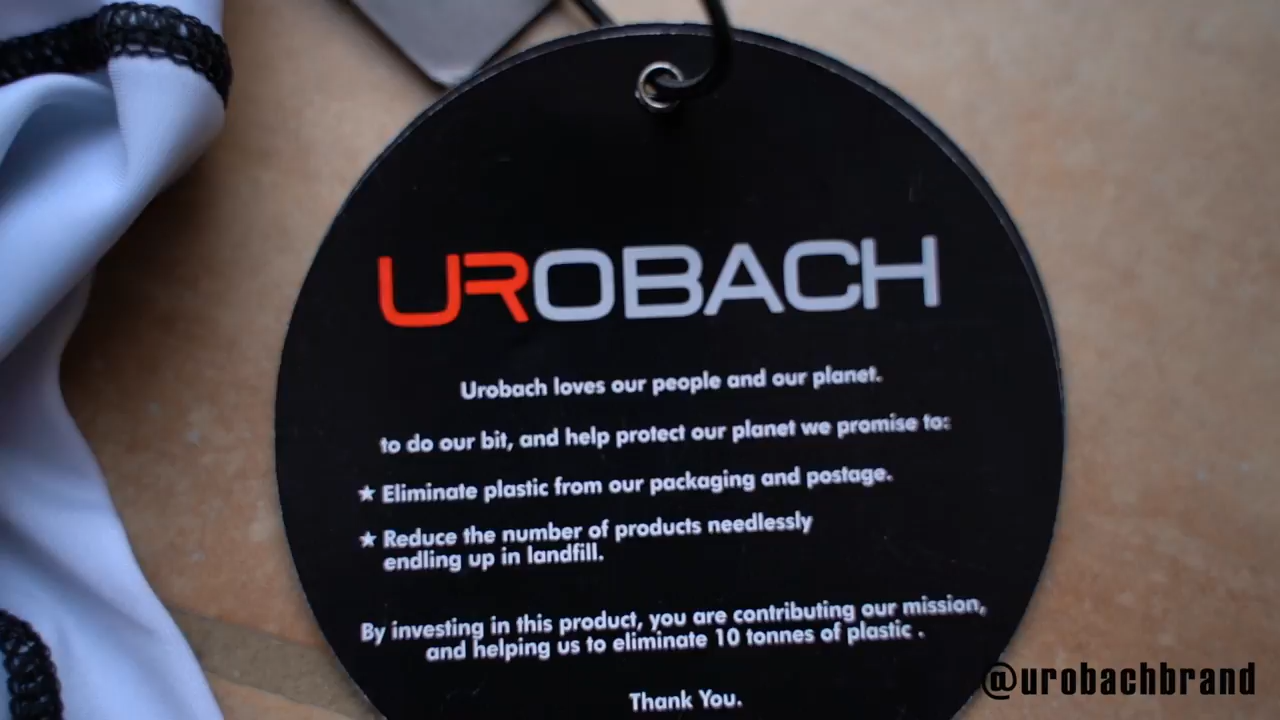 UROBACH
Urobach loves our people and our planet.
to do our bit, and help protect our planet we promise to:
★ Eliminate plastic from our packaging and postage.
★ Reduce the number of products needlessly
endling up in landfill.
By investing in this product, you are contributing our mission,
and helping us to eliminate 10 tonnes of plastic .
Thank You.
@urobachbrand